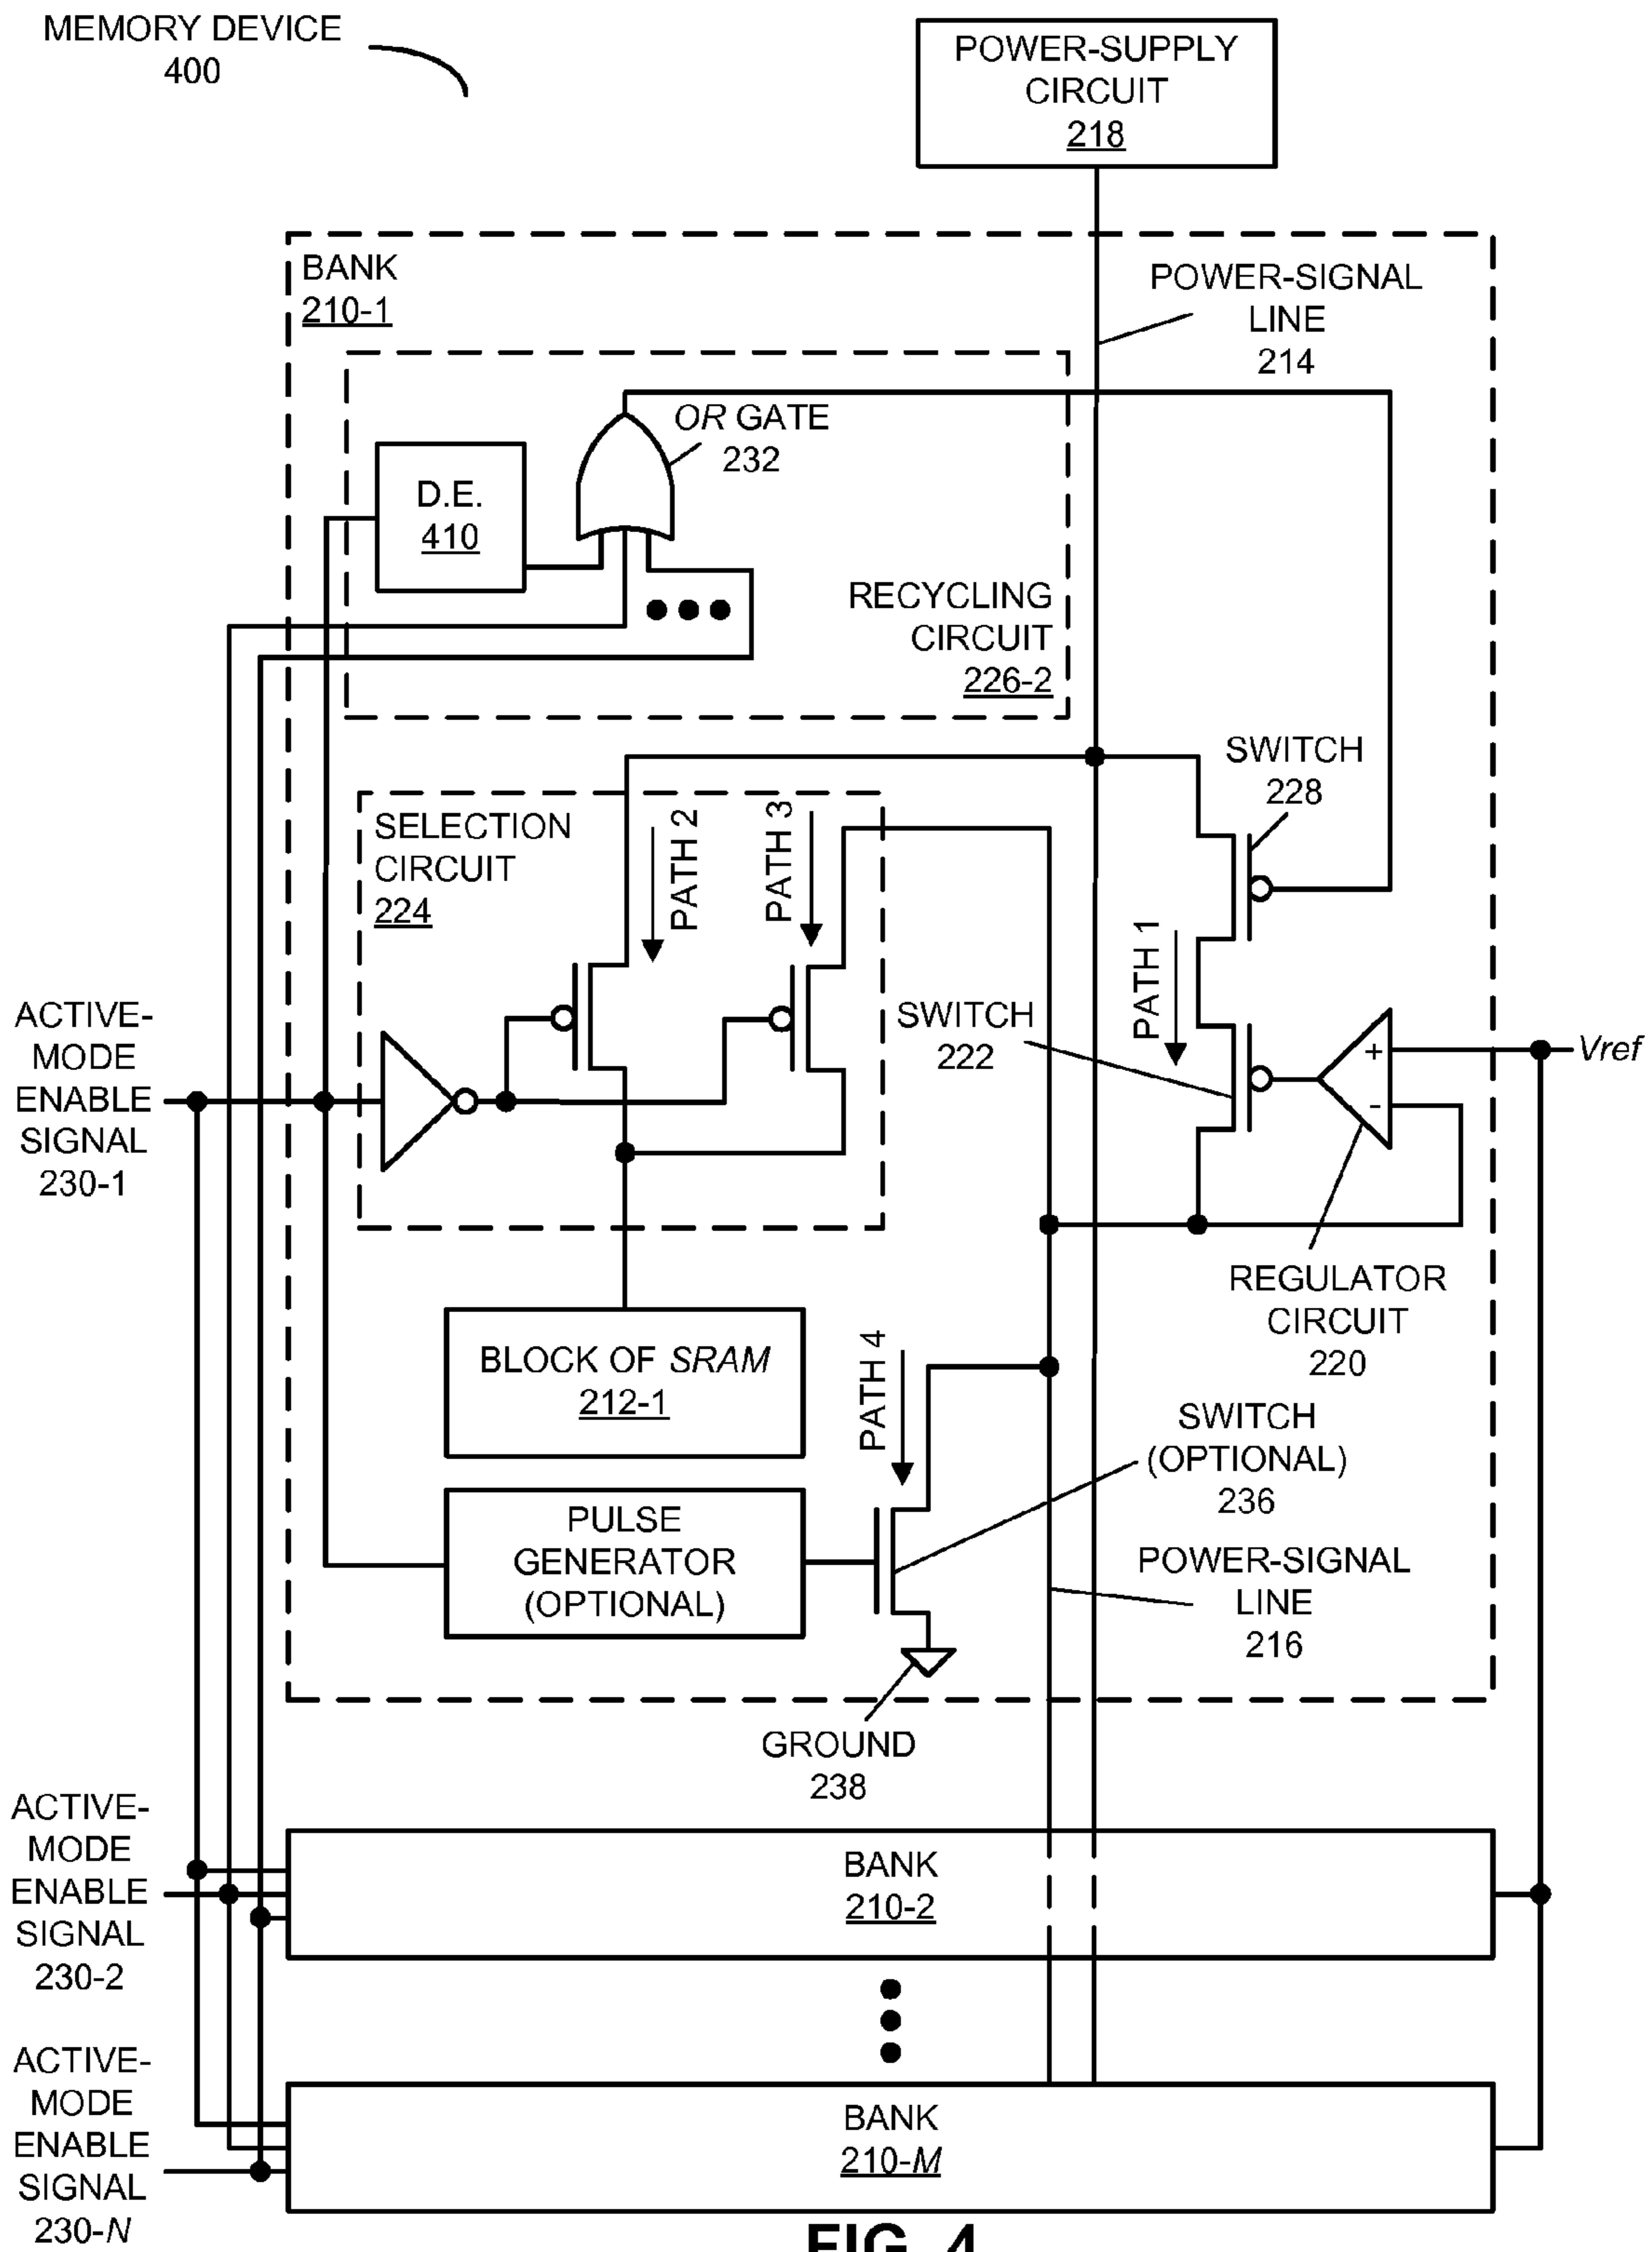 MEMORY DEVICE
400
POWER-SUPPLY
CIRCUIT
218
BANK
210-1
POWER-SIGNAL
LINE
214
OR GATE
232
D.E.
410
RECYCLING
CIRCUIT
226-2
SWITCH
228
SELECTION
CIRCUIT
224
PATH 2
PATH 3
PATH 1
SWITCH
222
ACTIVE-
MODE
ENABLE
SIGNAL
230-1
+
-
Vref
REGULATOR
CIRCUIT
220
BLOCK OF SRAM
212-1
PATH 4
SWITCH
(OPTIONAL)
236
PULSE
GENERATOR
(OPTIONAL)
POWER-SIGNAL
LINE
216
GROUND
238
ACTIVE-
MODE
ENABLE
SIGNAL
230-2
BANK
210-2
ACTIVE-
MODE
ENABLE
SIGNAL
230-N
BANK
210-M
FIG. 4